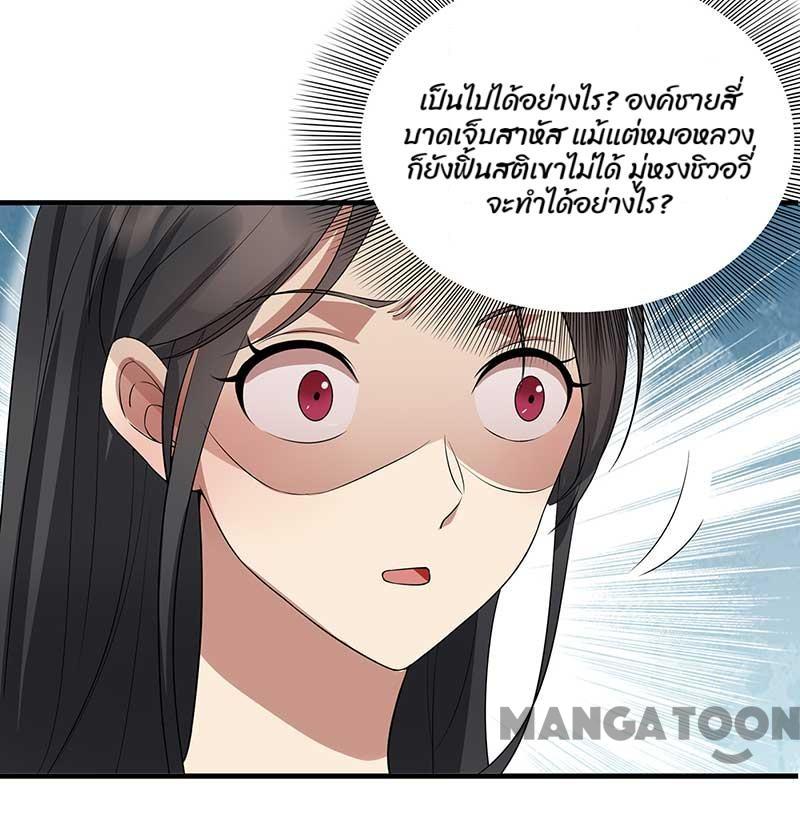 เป็นไปได้อย่างไร? องค์ชายสี่
บาดเจ็บสาหัส แม้แต่หมอหลวง
ก็ยังฟื้นสติเขาไม่ได้ มู่หรงชิวอวี่
จะทำได้อย่างไร?
MANGATOON